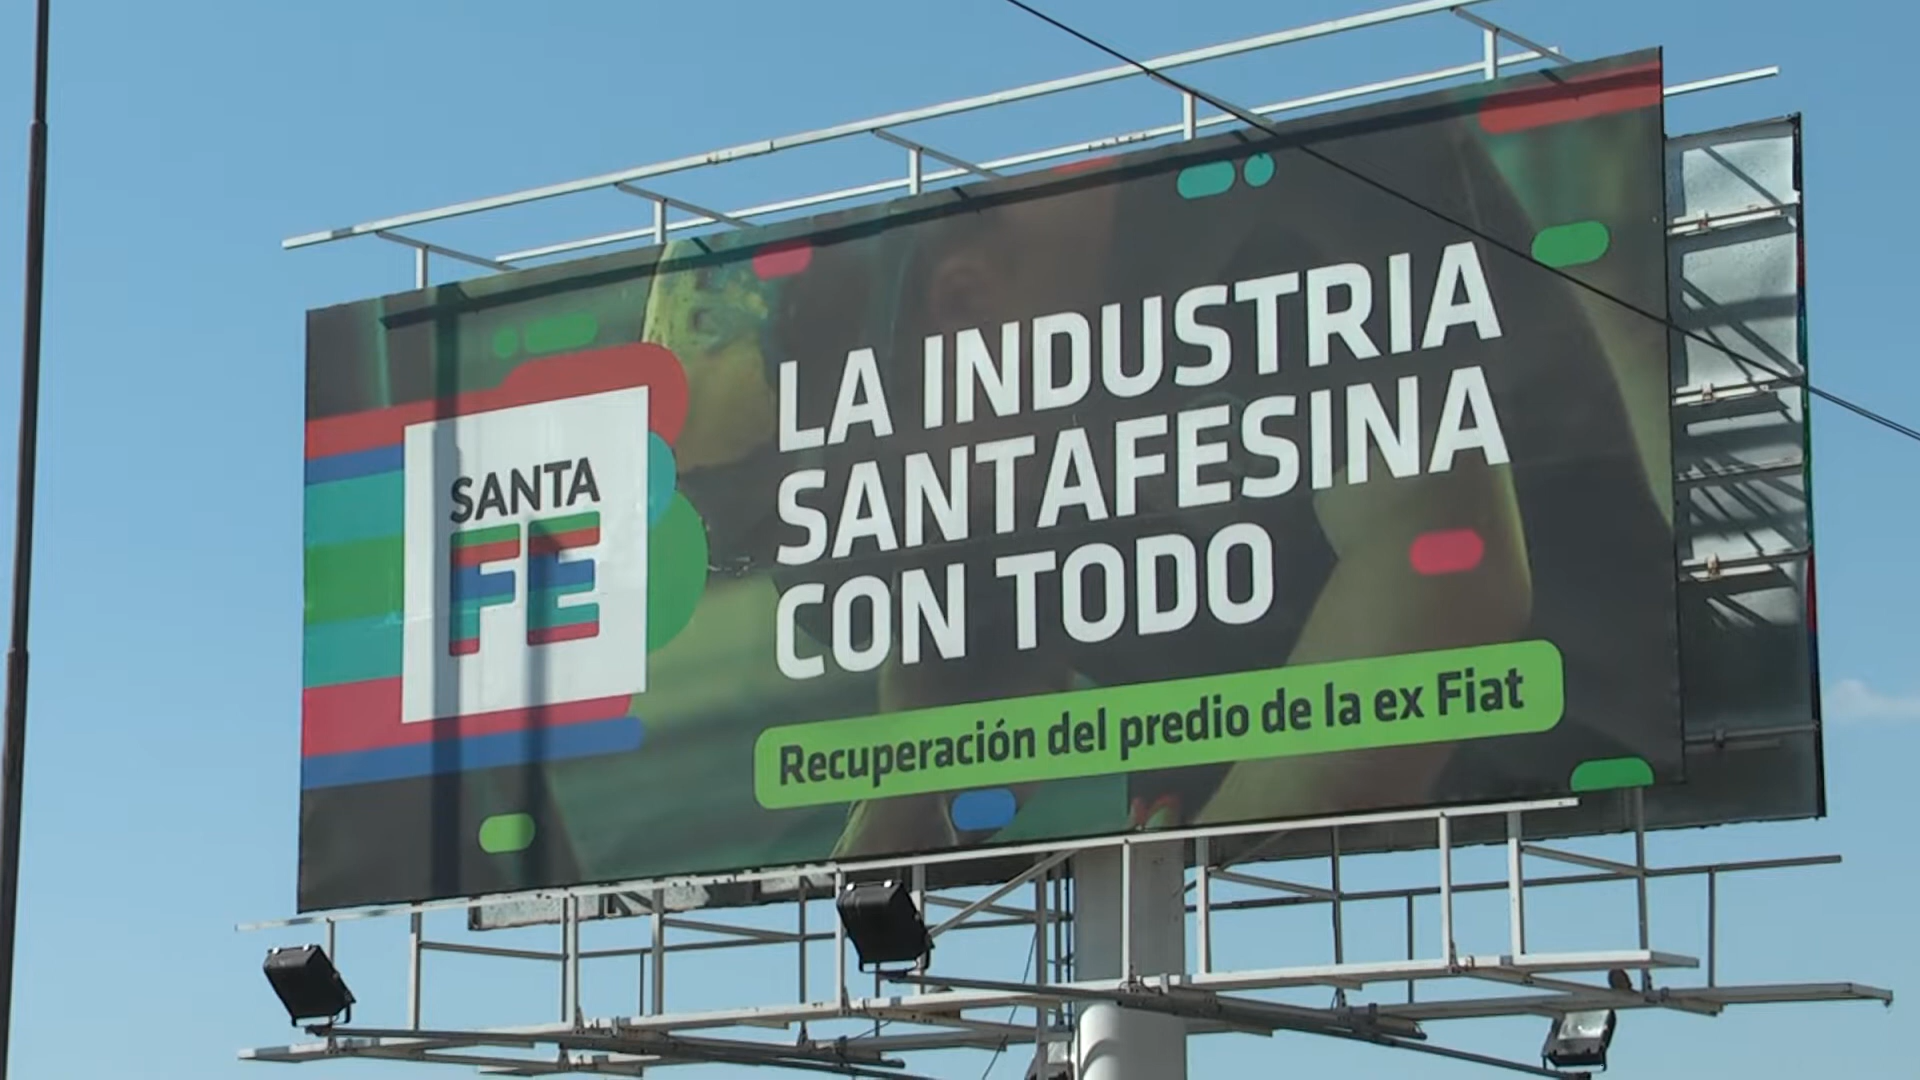 SANTA
FE
LA INDUSTRIA
SANTAFESINA
CON TODO
Recuperación del predio de la ex Fiat